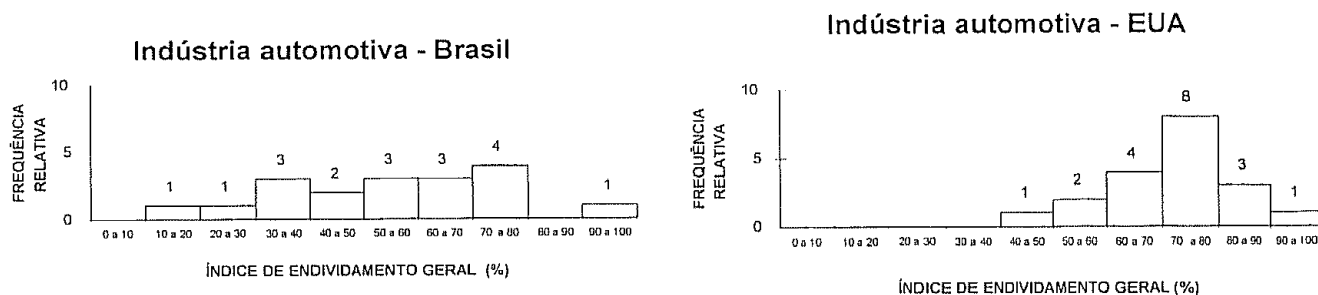 Indústria automotiva - Brasil
FREQUÊNCIA
RELATIVA
10
5
0
1
1
3
2
3
3
4
1
0 a 10
10 a 20
20 a 30
30 a 40
40 a 50
50 a 60
60 a 70
70 a 80
80 a 90
90 a 100
ÍNDICE DE ENDIVIDAMENTO GERAL (%)
Indústria automotiva - EUA
FREQUÊNCIA
RELATIVA
10
5
0
1
2
4
8
3
1
0 a 10
10 a 20
20 a 30
30 a 40
40 a 50
50 a 60
60 a 70
70 a 80
80 a 90
90 a 100
ÍNDICE DE ENDIVIDAMENTO GERAL (%)